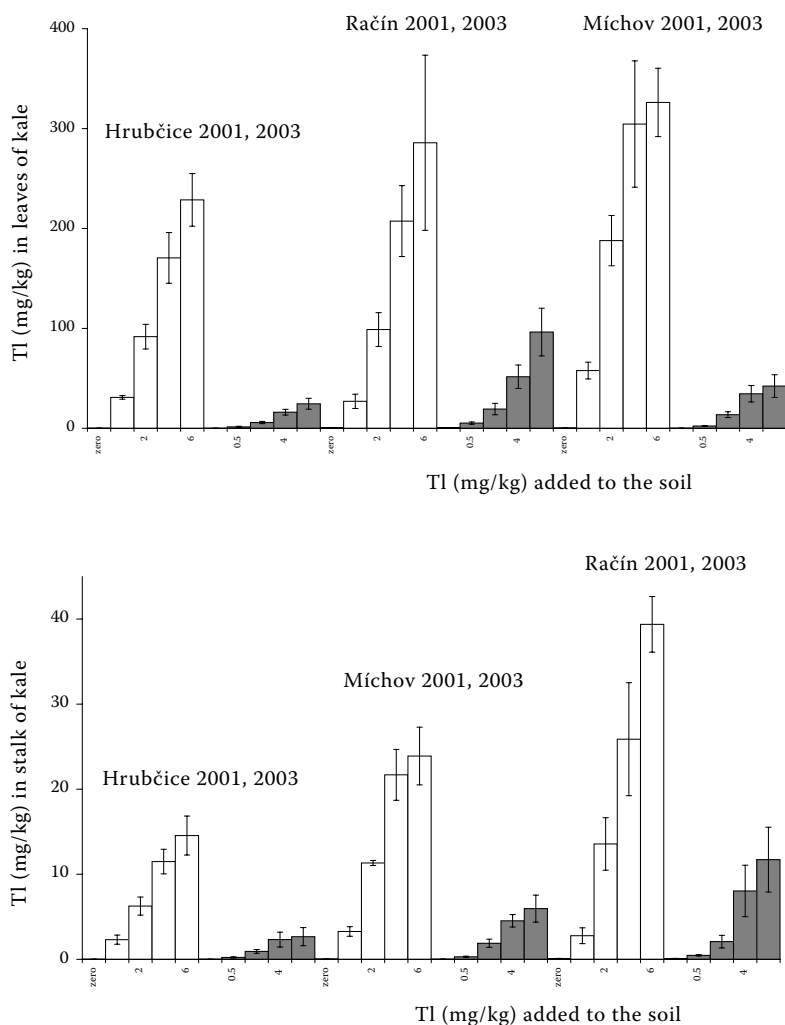 Račín 2001, 2003
Míchov 2001, 2003
Hrubčice 2001, 2003
400
300
200
100
0
Tl (mg/kg) in leaves of kale
zero 2 6 0.5 4 zero 2 6 0.5 4 zero 2 6 0.5 4
Tl (mg/kg) added to the soil
Račín 2001, 2003
Míchov 2001, 2003
Hrubčice 2001, 2003
40
30
20
10
0
Tl (mg/kg) in stalk of kale
zero 2 6 0.5 4 zero 2 6 0.5 4 zero 2 6 0.5 4
Tl (mg/kg) added to the soil